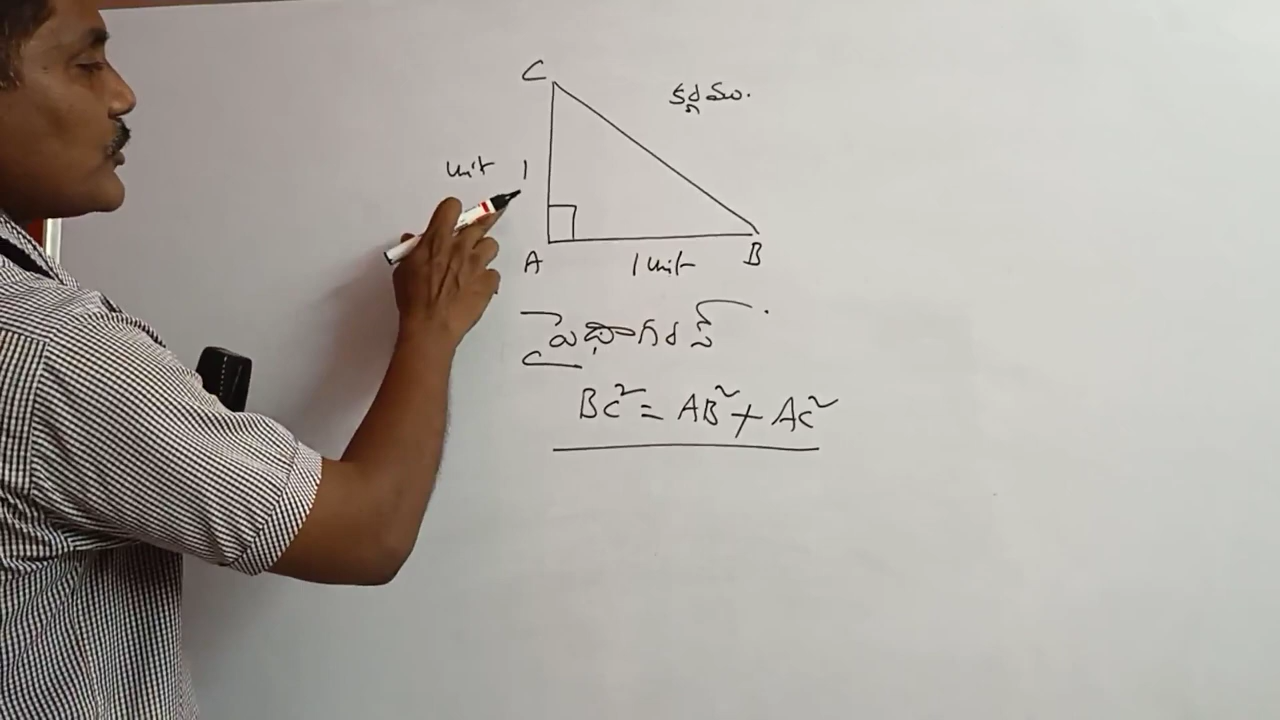 C
కర్ణము.
unit 1
A 1 unit B
పైథాగరస్.
BC² = AB² + AC²